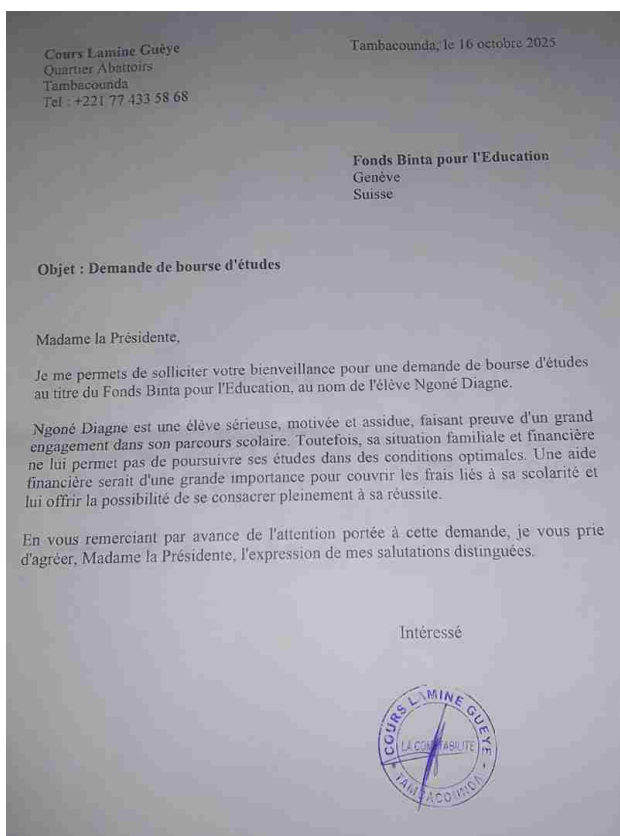 Cours Lamine Guèye
Quartier Abattoirs
Tambacounda
Tel : +221 77 433 58 68
Tambacounda, le 16 octobre 2025
Fonds Binta pour l'Education
Genève
Suisse
Objet : Demande de bourse d'études
Madame la Présidente,
Je me permets de solliciter votre bienveillance pour une demande de bourse d'études
au titre du Fonds Binta pour l'Education, au nom de l'élève Ngoné Diagne.
Ngoné Diagne est une élève sérieuse, motivée et assidue, faisant preuve d'un grand
engagement dans son parcours scolaire. Toutefois, sa situation familiale et financière
ne lui permet pas de poursuivre ses études dans des conditions optimales. Une aide
financière serait d'une grande importance pour couvrir les frais liés à sa scolarité et
lui offrir la possibilité de se consacrer pleinement à sa réussite.
En vous remerciant par avance de l'attention portée à cette demande, je vous prie
d'agréer, Madame la Présidente, l'expression de mes salutations distinguées.
Intéressé
COURS LAMINE GUEYE
LA COMPTABILITE
TAMBACOUNDA